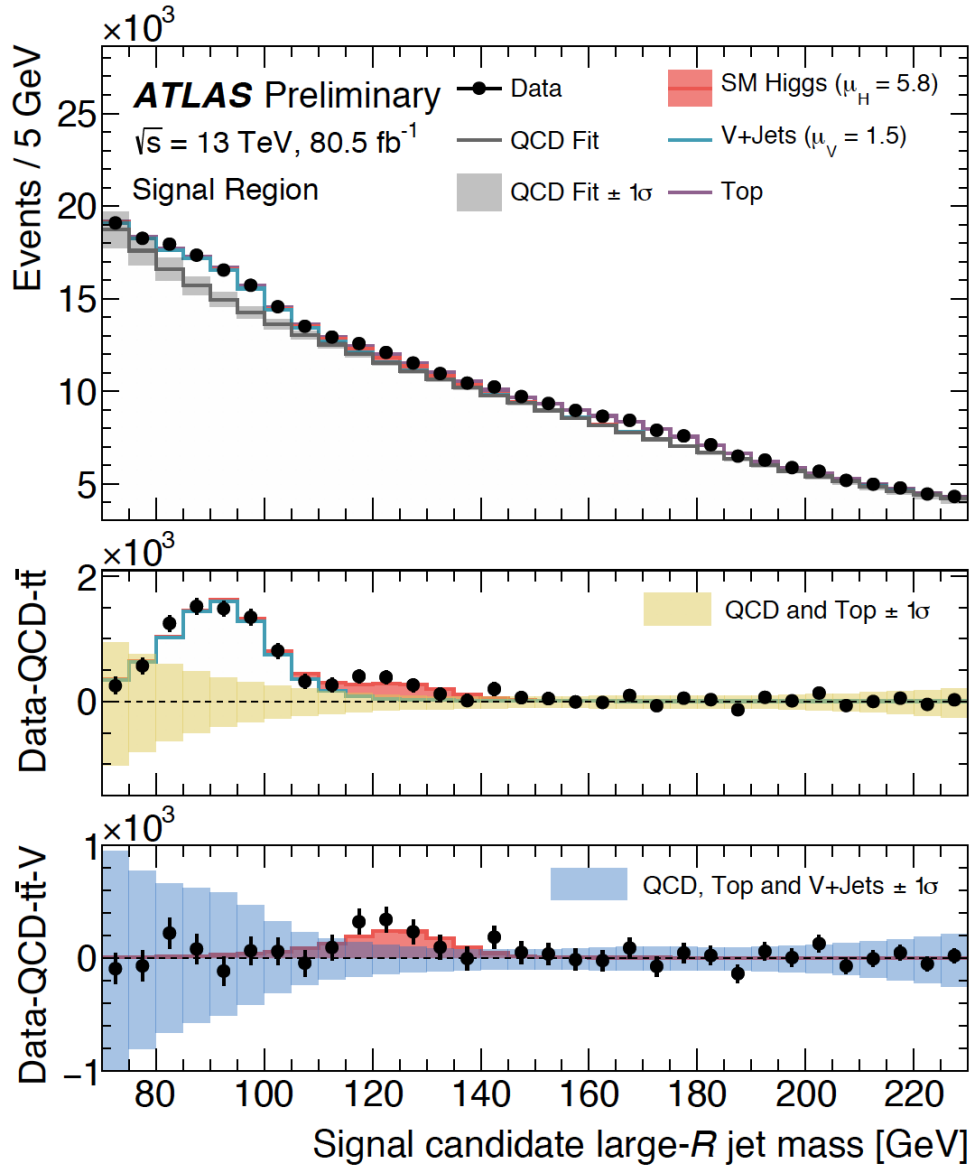 ×10³
Events / 5 GeV
25
20
15
10
5
ATLAS Preliminary
√s = 13 TeV, 80.5 fb⁻¹
Signal Region
Data
QCD Fit
QCD Fit ± 1σ
SM Higgs (μ_H = 5.8)
V+Jets (μ_V = 1.5)
Top
×10³
Data-QCD-tt̄
2
0
QCD and Top ± 1σ
×10³
Data-QCD-tt̄-V
1
0
−1
QCD, Top and V+Jets ± 1σ
80 100 120 140 160 180 200 220
Signal candidate large-R jet mass [GeV]